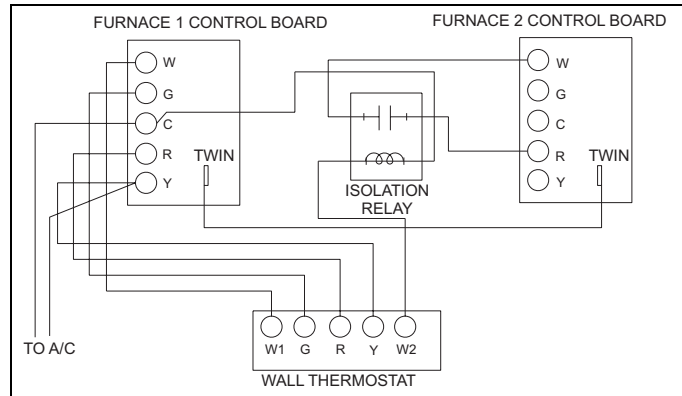 FURNACE 1 CONTROL BOARD
W
G
C
R
Y
TWIN
TO A/C
ISOLATION
RELAY
FURNACE 2 CONTROL BOARD
W
G
C
R
Y
TWIN
W1 G R Y W2
WALL THERMOSTAT